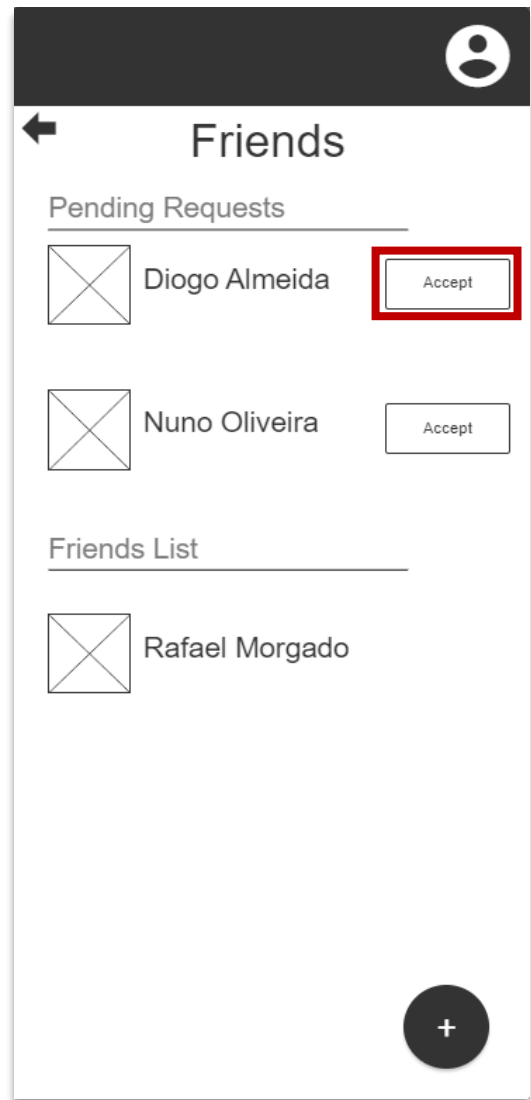 Friends
Pending Requests
Diogo Almeida
Accept
Nuno Oliveira
Accept
Friends List
Rafael Morgado
+